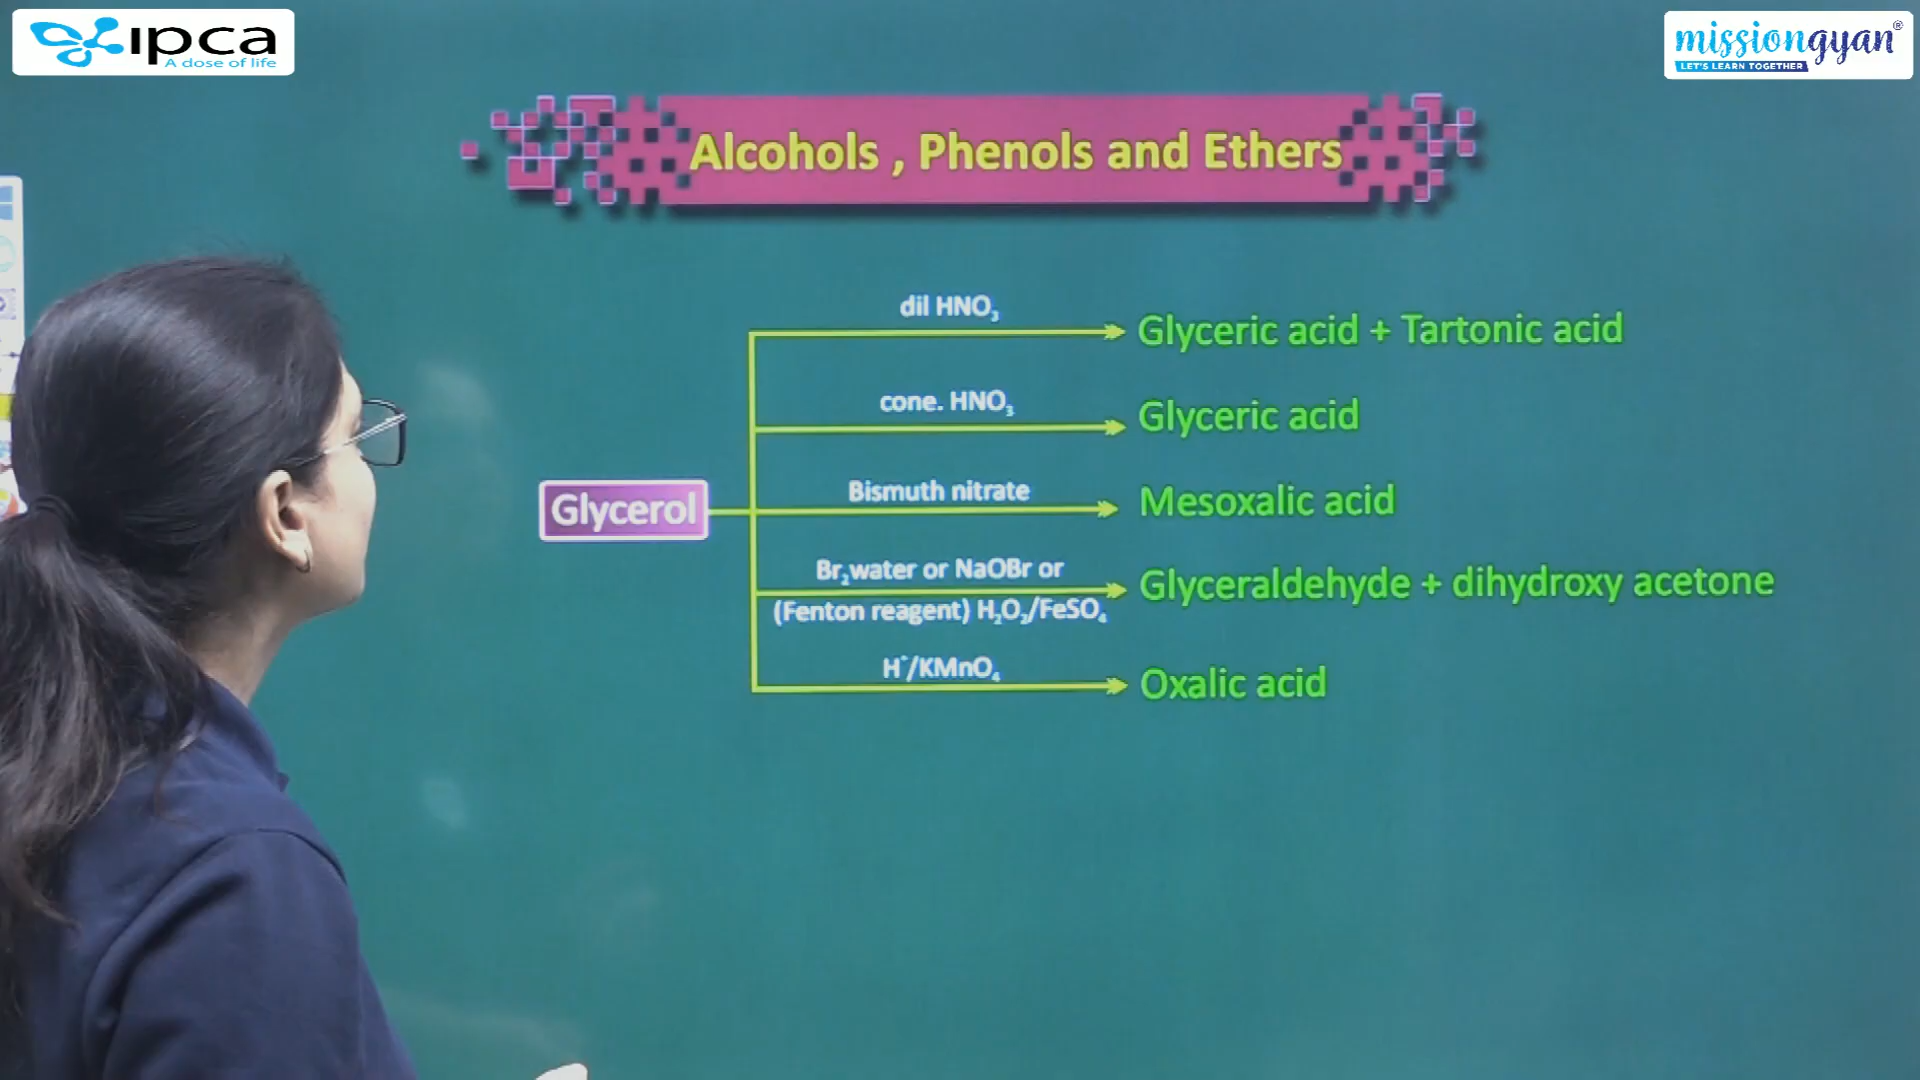 ipca
A dose of life
missiongyan®
LET'S LEARN TOGETHER
Alcohols , Phenols and Ethers
dil HNO₃
Glyceric acid + Tartonic acid
cone. HNO₃
Glyceric acid
Glycerol
Bismuth nitrate
Mesoxalic acid
Br₂water or NaOBr or
(Fenton reagent) H₂O₂/FeSO₄
Glyceraldehyde + dihydroxy acetone
H⁺/KMnO₄
Oxalic acid